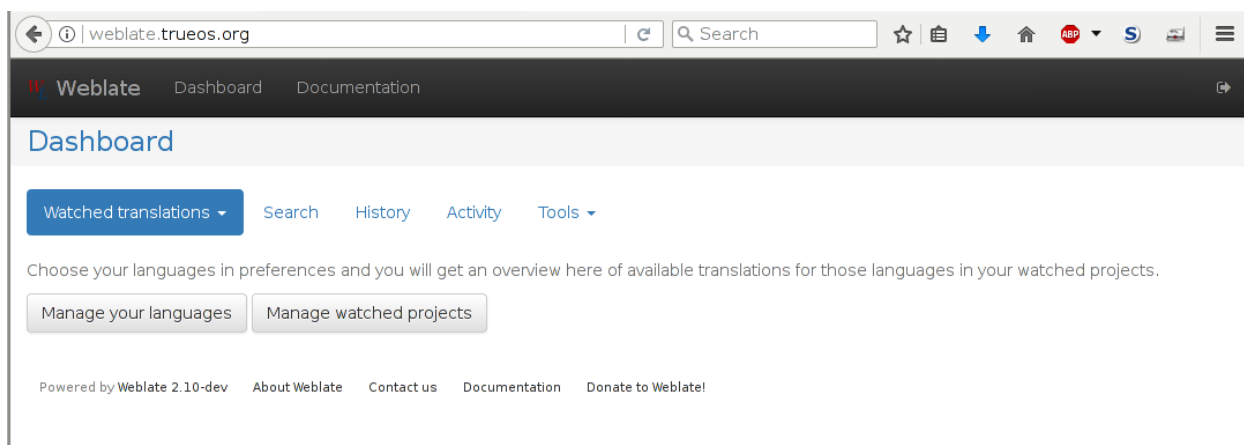 weblate.trueos.org Search ABP S
W Weblate Dashboard Documentation
Dashboard
Watched translations Search History Activity Tools
Choose your languages in preferences and you will get an overview here of available translations for those languages in your watched projects.
Manage your languages Manage watched projects
Powered by Weblate 2.10-dev About Weblate Contact us Documentation Donate to Weblate!